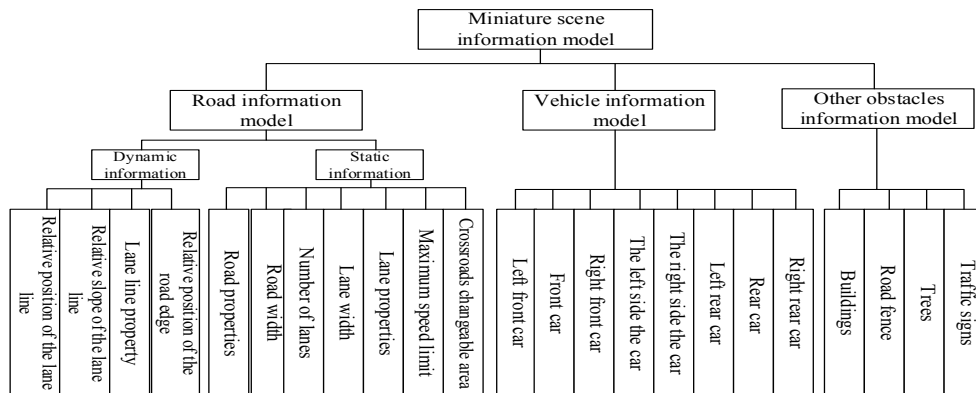 Miniature scene
information model
Road information
model
Vehicle information
model
Other obstacles
information model
Dynamic
information
Static
information
Relative position of the lane
line
Relative slope of the lane
line
Lane line property
Relative position of the
road edge
Road properties
Road width
Number of lanes
Lane width
Lane properties
Maximum speed limit
Crossroads changeable area
Left front car
Front car
Right front car
The left side the car
The right side the car
Left rear car
Rear car
Right rear car
Buildings
Road fence
Trees
Traffic signs